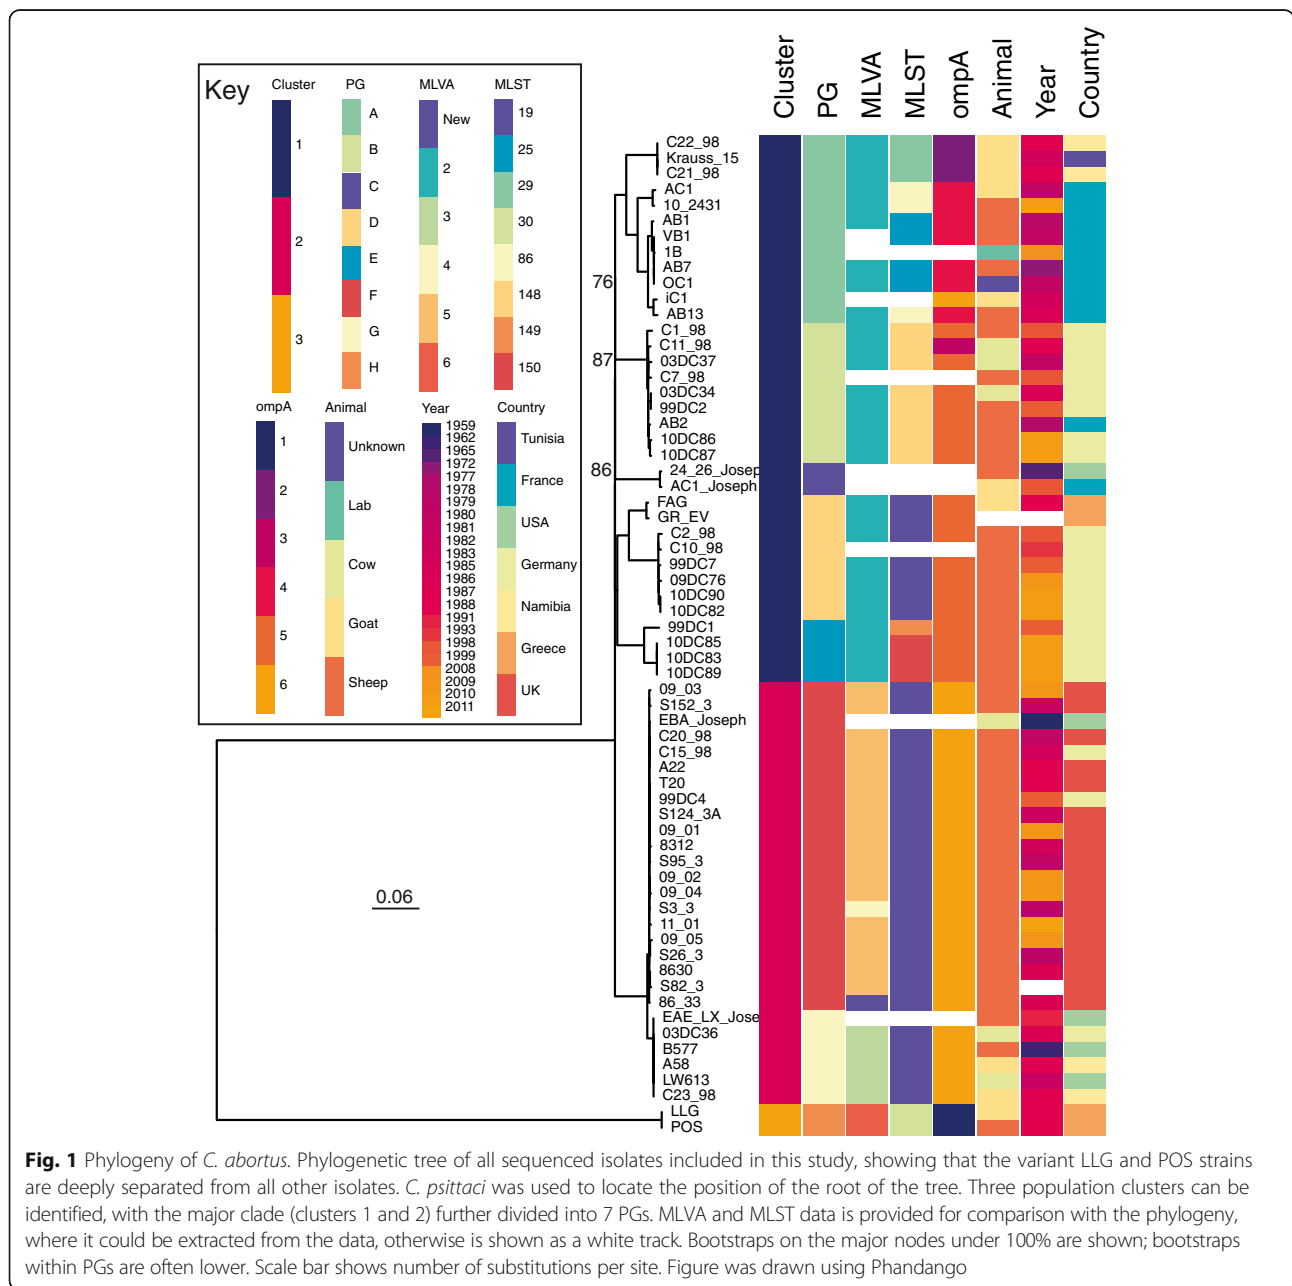 Key
Cluster
1
2
3
PG
A
B
C
D
E
F
G
H
MLVA
New
2
3
4
5
6
MLST
19
25
29
30
86
148
149
150
ompA
1
2
3
4
5
6
Animal
Unknown
Lab
Cow
Goat
Sheep
Year
1959
1962
1965
1972
1977
1978
1979
1980
1981
1982
1983
1985
1986
1987
1988
1991
1993
1998
1999
2008
2009
2010
2011
Country
Tunisia
France
USA
Germany
Namibia
Greece
UK
Cluster
PG
MLVA
MLST
ompA
Animal
Year
Country
76
87
86
0.06
C22_98
Krauss_15
C21_98
AC1
10_2431
AB1
VB1
1B
AB7
OC1
iC1
AB13
C1_98
C11_98
03DC37
C7_98
03DC34
99DC2
AB2
10DC86
10DC87
24_26_Josep
AC1_Joseph
FAG
GR_EV
C2_98
C10_98
99DC7
09DC76
10DC90
10DC82
99DC1
10DC85
10DC83
10DC89
09_03
S152_3
EBA_Joseph
C20_98
C15_98
A22
T20
99DC4
S124_3A
09_01
8312
S95_3
09_02
09_04
S3_3
11_01
09_05
S26_3
8630
S82_3
86_33
EAE_LX_Jose
03DC36
B577
A58
LW613
C23_98
LLG
POS
Fig. 1 Phylogeny of C. abortus. Phylogenetic tree of all sequenced isolates included in this study, showing that the variant LLG and POS strains
are deeply separated from all other isolates. C. psittaci was used to locate the position of the root of the tree. Three population clusters can be
identified, with the major clade (clusters 1 and 2) further divided into 7 PGs. MLVA and MLST data is provided for comparison with the phylogeny,
where it could be extracted from the data, otherwise is shown as a white track. Bootstraps on the major nodes under 100% are shown; bootstraps
within PGs are often lower. Scale bar shows number of substitutions per site. Figure was drawn using Phandango